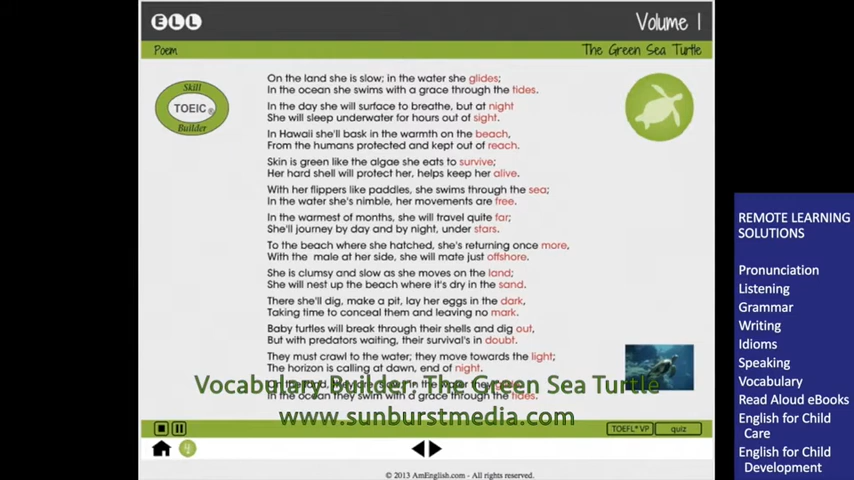 ELL
Volume 1
Poem
The Green Sea Turtle
Skill
TOEIC®
Builder
On the land she is slow; in the water she glides;
In the ocean she swims with a grace through the tides.
In the day she will surface to breathe, but at night
She will sleep underwater for hours out of sight.
In Hawaii she'll bask in the warmth on the beach,
From the humans protected and kept out of reach.
Skin is green like the algae she eats to survive;
Her hard shell will protect her, helps keep her alive.
With her flippers like paddles, she swims through the sea;
In the water she's nimble, her movements are free.
In the warmest of months, she will travel quite far;
She'll journey by day and by night, under stars.
To the beach where she hatched, she's returning once more,
With the male at her side, she will mate just offshore.
She is clumsy and slow as she moves on the land;
She will nest up the beach where it's dry in the sand.
There she'll dig, make a pit, lay her eggs in the dark,
Taking time to conceal them and leaving no mark.
Baby turtles will break through their shells and dig out,
But with predators waiting, their survival's in doubt.
They must crawl to the water; they move towards the light;
The horizon is calling at dawn, end of night.
On the land, they are slow; in the water they
In the ocean they swim with a grace through the tides.
Vocabulary Builder: The Green Sea Turtle
www.sunburstmedia.com
TOEFL® VP
quiz
© 2013 AmEnglish.com - All rights reserved.
REMOTE LEARNING
SOLUTIONS
Pronunciation
Listening
Grammar
Writing
Idioms
Speaking
Vocabulary
Read Aloud eBooks
English for Child
Care
English for Child
Development